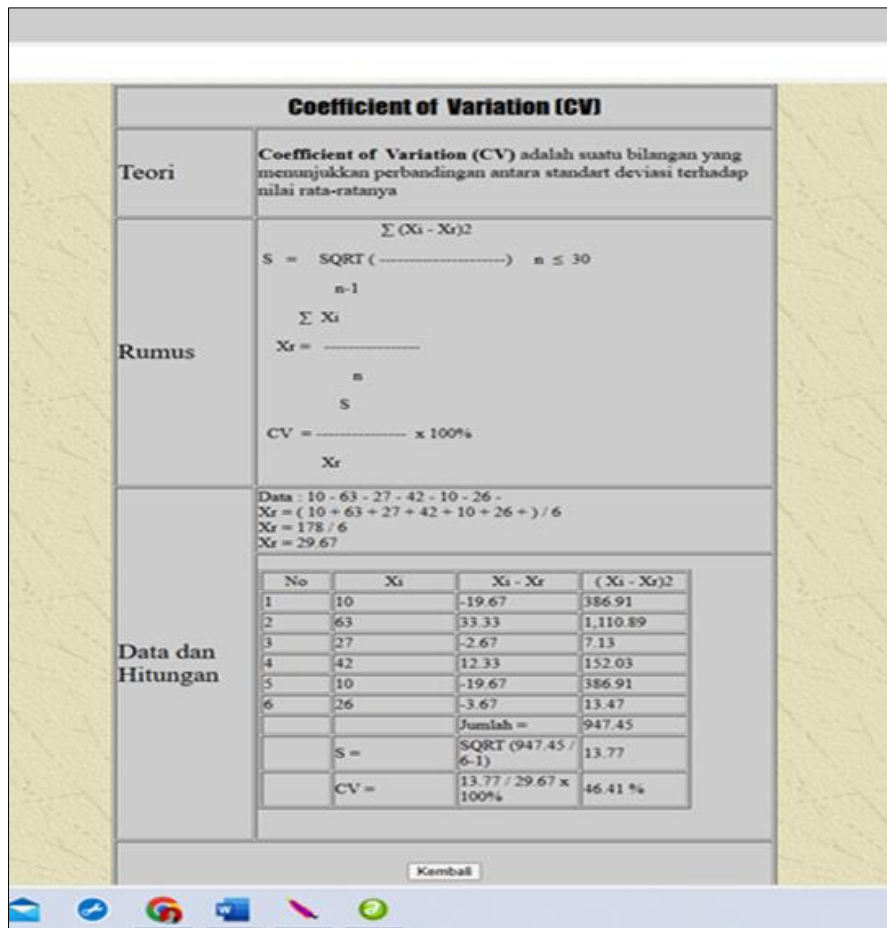 Coefficient of Variation (CV)
Teori
Coefficient of Variation (CV) adalah suatu bilangan yang
menunjukkan perbandingan antara standart deviasi terhadap
nilai rata-ratanya
Rumus
∑ (Xi - Xr)2
S = SQRT ( ----------------------) n ≤ 30
n-1
∑ Xi
Xr = -----------------
n
S
CV = ---------------- x 100%
Xr
Data dan
Hitungan
Data : 10 - 63 - 27 - 42 - 10 - 26 -
Xr = ( 10 + 63 + 27 + 42 + 10 + 26 + ) / 6
Xr = 178 / 6
Xr = 29.67
No Xi Xi - Xr ( Xi - Xr)2
1 10 -19.67 386.91
2 63 33.33 1,110.89
3 27 -2.67 7.13
4 42 12.33 152.03
5 10 -19.67 386.91
6 26 -3.67 13.47
Jumlah = 947.45
S = SQRT (947.45 / 6-1) 13.77
CV = 13.77 / 29.67 x 100% 46.41 %
Kembali